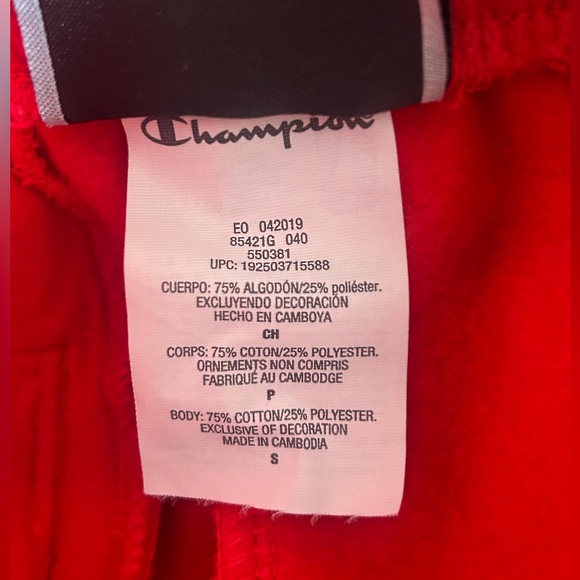 Champion
EO 042019
85421G 040
550381
UPC: 192503715588
CUERPO: 75% ALGODÓN/25% poliéster.
EXCLUYENDO DECORACIÓN
HECHO EN CAMBOYA
CH
CORPS: 75% COTON/25% POLYESTER.
ORNEMENTS NON COMPRIS
FABRIQUÉ AU CAMBODGE
P
BODY: 75% COTTON/25% POLYESTER.
EXCLUSIVE OF DECORATION
MADE IN CAMBODIA
S